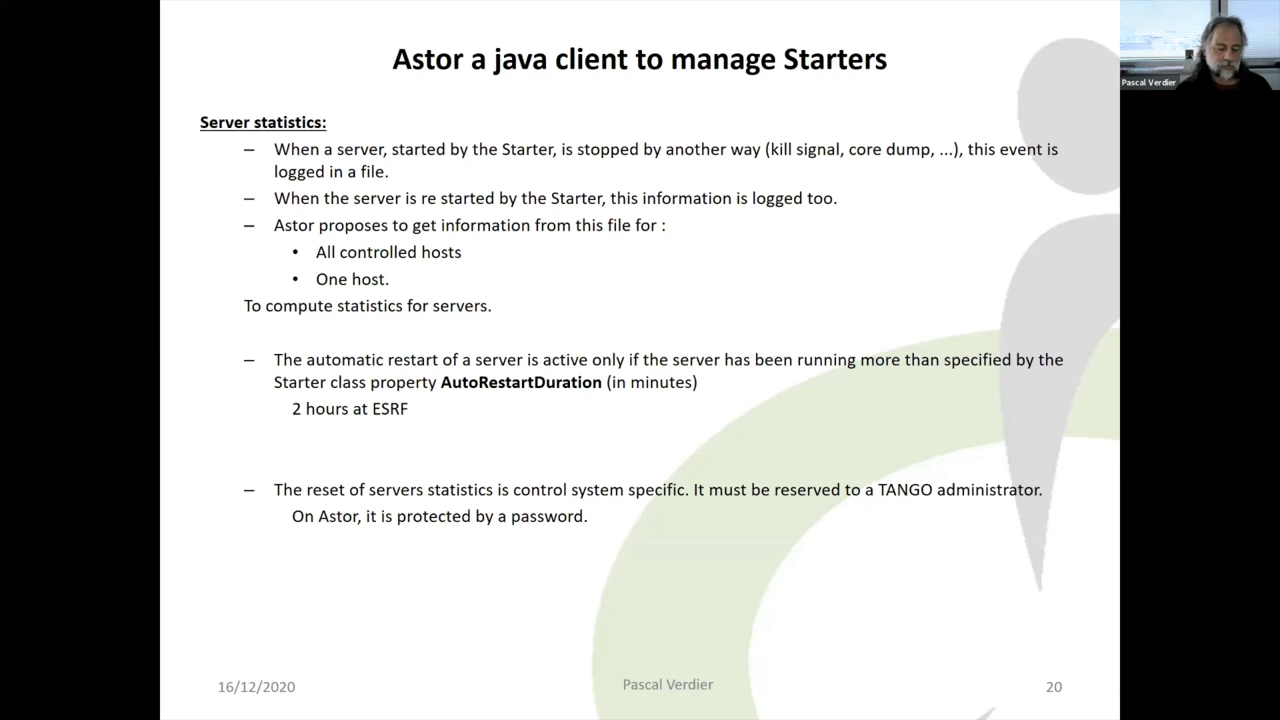 Astor a java client to manage Starters
Pascal Verdier
Server statistics:
– When a server, started by the Starter, is stopped by another way (kill signal, core dump, ...), this event is
logged in a file.
– When the server is re started by the Starter, this information is logged too.
– Astor proposes to get information from this file for :
• All controlled hosts
• One host.
To compute statistics for servers.
– The automatic restart of a server is active only if the server has been running more than specified by the
Starter class property AutoRestartDuration (in minutes)
2 hours at ESRF
– The reset of servers statistics is control system specific. It must be reserved to a TANGO administrator.
On Astor, it is protected by a password.
16/12/2020
Pascal Verdier
20